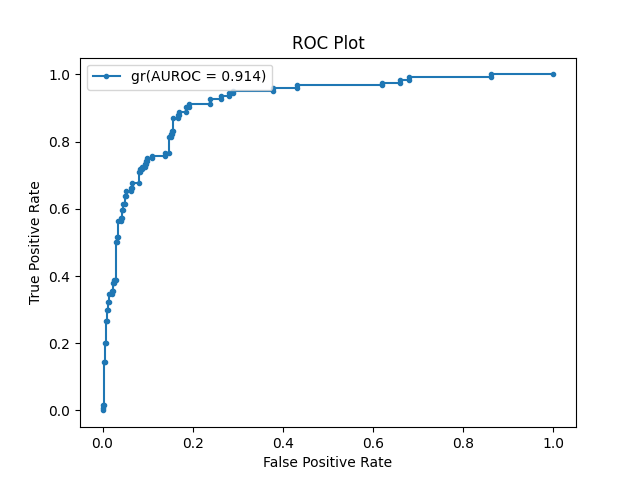 ROC Plot
gr(AUROC = 0.914)
1.0
0.8
0.6
0.4
0.2
0.0
True Positive Rate
0.0 0.2 0.4 0.6 0.8 1.0
False Positive Rate